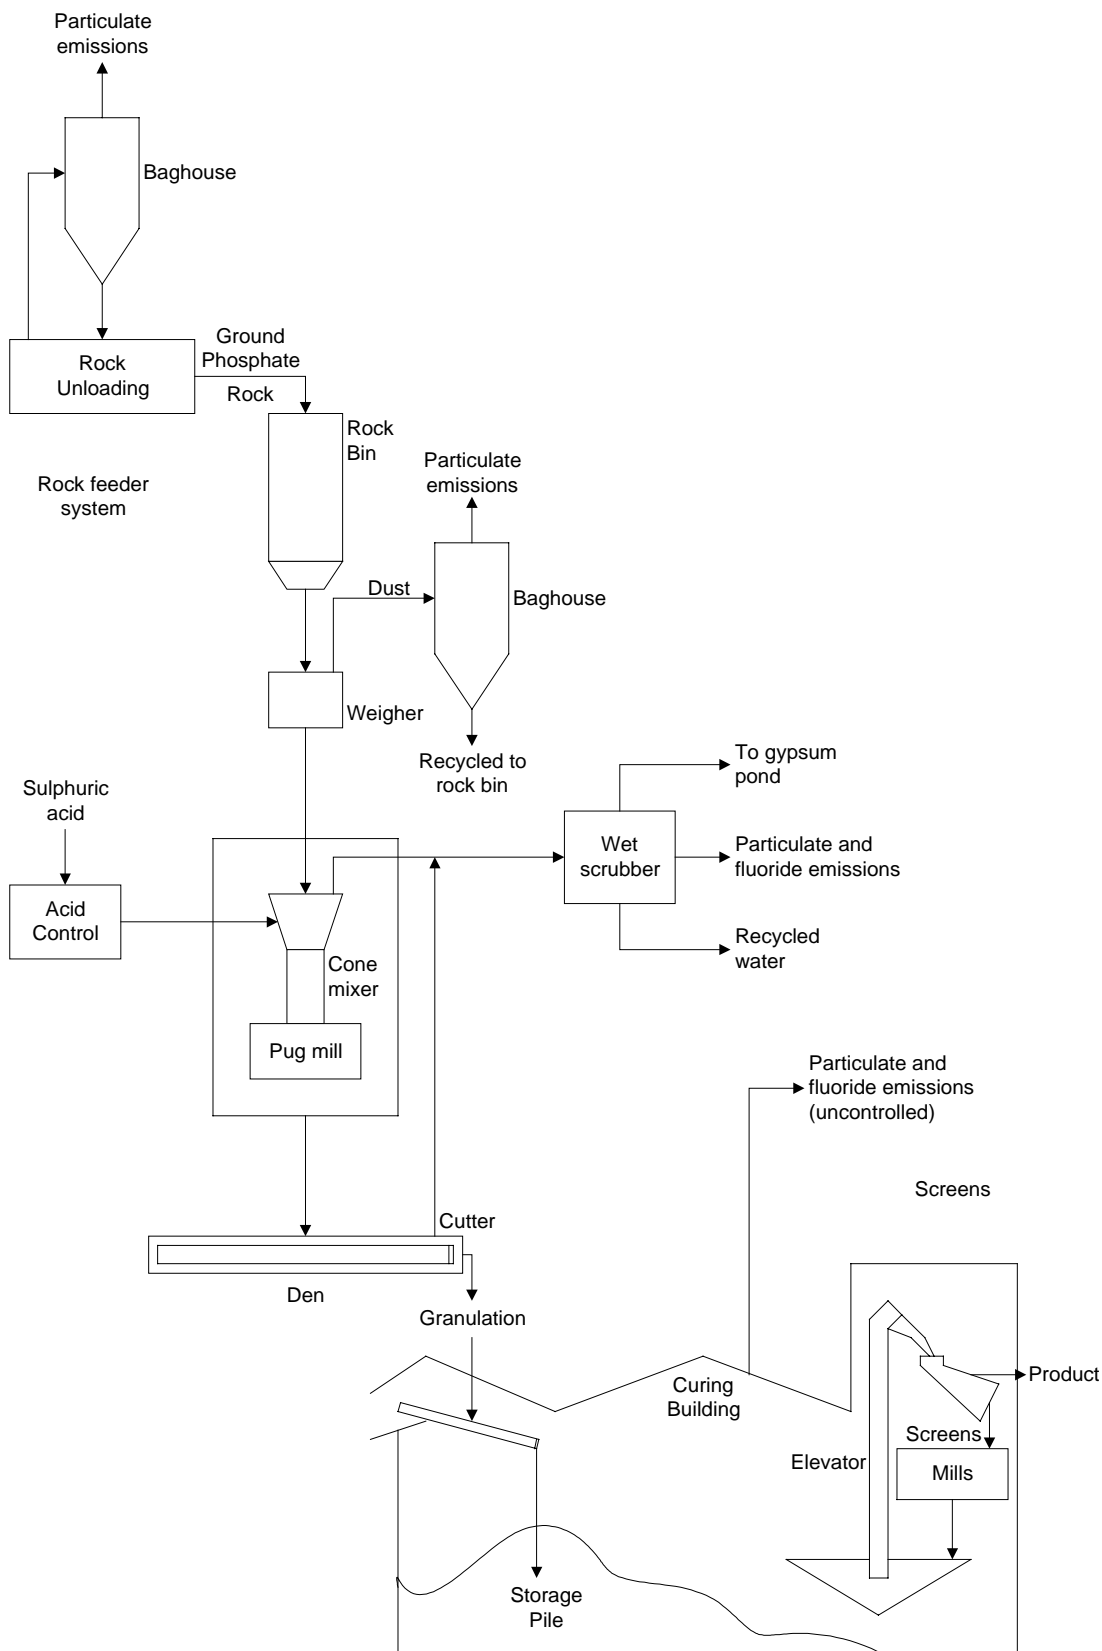 Particulate
emissions
Baghouse
Ground
Phosphate
Rock
Rock
Unloading
Rock
Bin
Rock feeder
system
Particulate
emissions
Dust
Baghouse
Weigher
Recycled to
rock bin
To gypsum
pond
Sulphuric
acid
Wet
scrubber
Particulate and
fluoride emissions
Acid
Control
Recycled
water
Cone
mixer
Pug mill
Particulate and
fluoride emissions
(uncontrolled)
Screens
Cutter
Den
Granulation
Curing
Building
Product
Screens
Elevator
Mills
Storage
Pile